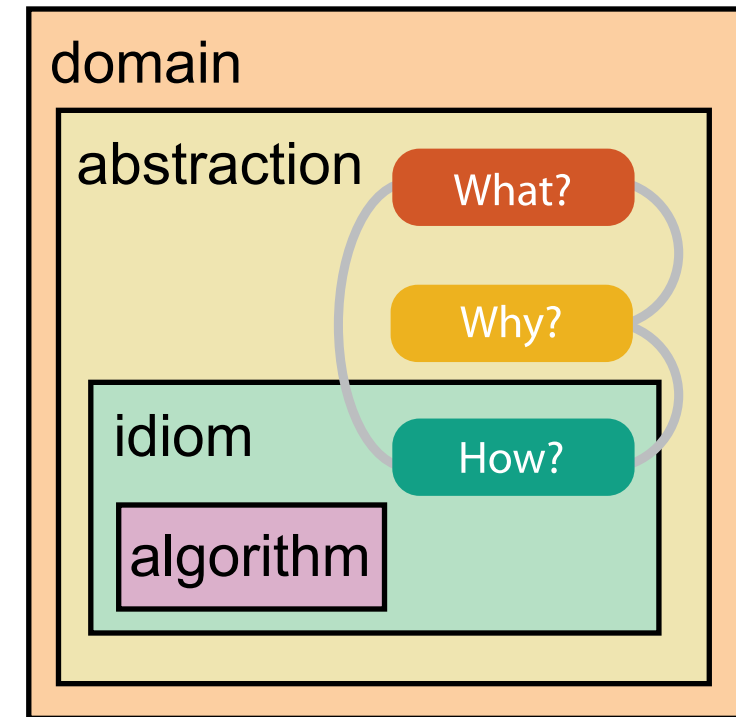 domain
abstraction
What?
Why?
idiom
How?
algorithm